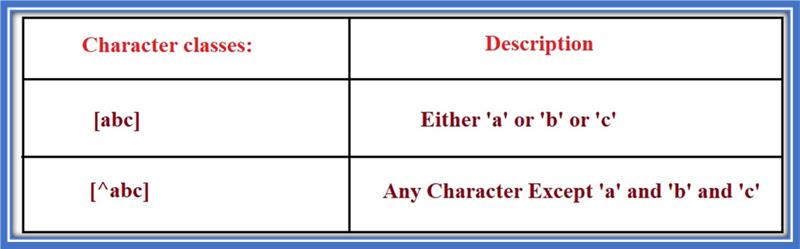 Character classes: Description
[abc] Either 'a' or 'b' or 'c'
[^abc] Any Character Except 'a' and 'b' and 'c'